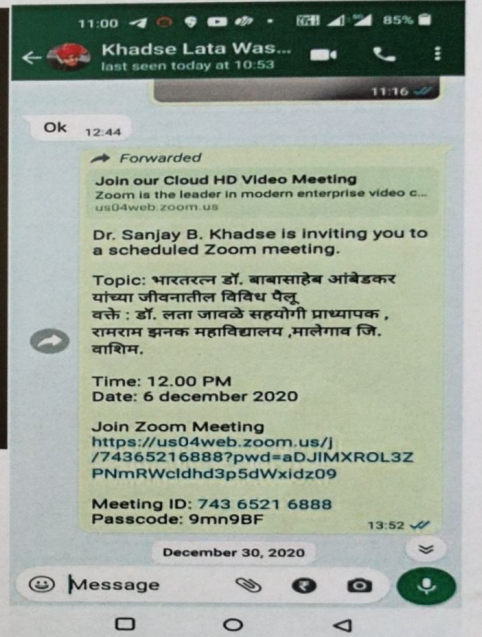 11:00 85%
Khadse Lata Was...
last seen today at 10:53
11:16
Ok 12:44
Forwarded
Join our Cloud HD Video Meeting
Zoom is the leader in modern enterprise video c...
us04web.zoom.us
Dr. Sanjay B. Khadse is inviting you to
a scheduled Zoom meeting.
Topic: भारतरत्न डॉ. बाबासाहेब आंबेडकर
यांच्या जीवनातील विविध पैलू
वक्ते : डॉ. लता जावळे सहयोगी प्राध्यापक ,
रामराम झनक महाविद्यालय ,मालेगाव जि.
वाशिम.
Time: 12.00 PM
Date: 6 december 2020
Join Zoom Meeting
https://us04web.zoom.us/j
/74365216888?pwd=aDJIMXROL3Z
PNmRWcldhd3p5dWxidz09
Meeting ID: 743 6521 6888
Passcode: 9mn9BF
13:52
December 30, 2020
Message